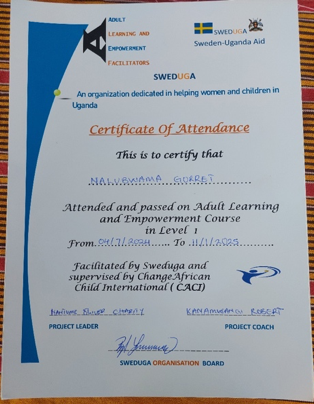 ADULT
LEARNING AND
EMPOWERMENT
FACILITATORS
SWEDUGA
Sweden-Uganda Aid
SWEDUGA
An organization dedicated in helping women and children in
Uganda
Certificate Of Attendance
This is to certify that
NALUBWAMA GORRET
Attended and passed on Adult Learning
and Empowerment Course
in Level 1
From 04/7/2024 To 11/1/2025
Facilitated by Sweduga and
supervised by ChangeAfrican
Child International ( CACI)
CHARITY
ROBERT
PROJECT LEADER
PROJECT COACH
SWEDUGA ORGANISATION BOARD